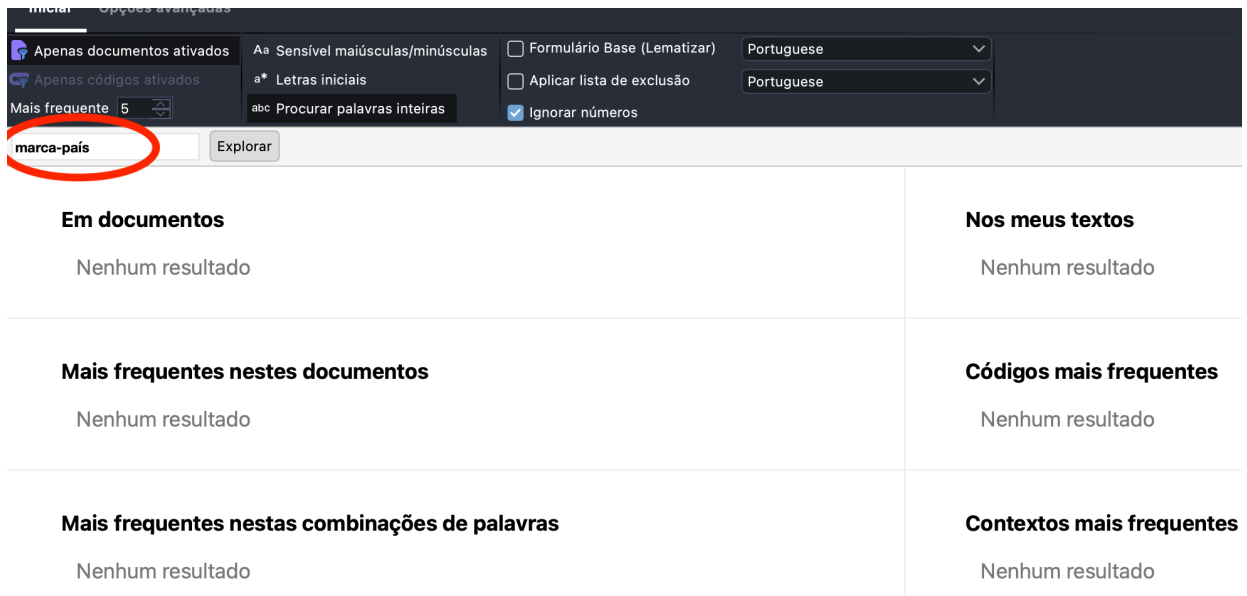 Iniciar Opções avançadas
Apenas documentos ativados Aa Sensível maiúsculas/minúsculas Formulário Base (Lematizar) Portuguese
Apenas códigos ativados a* Letras iniciais Aplicar lista de exclusão Portuguese
Mais frequente 5 abc Procurar palavras inteiras Ignorar números
marca-país Explorar
Em documentos Nos meus textos
Nenhum resultado Nenhum resultado
Mais frequentes nestes documentos Códigos mais frequentes
Nenhum resultado Nenhum resultado
Mais frequentes nestas combinações de palavras Contextos mais frequentes
Nenhum resultado Nenhum resultado